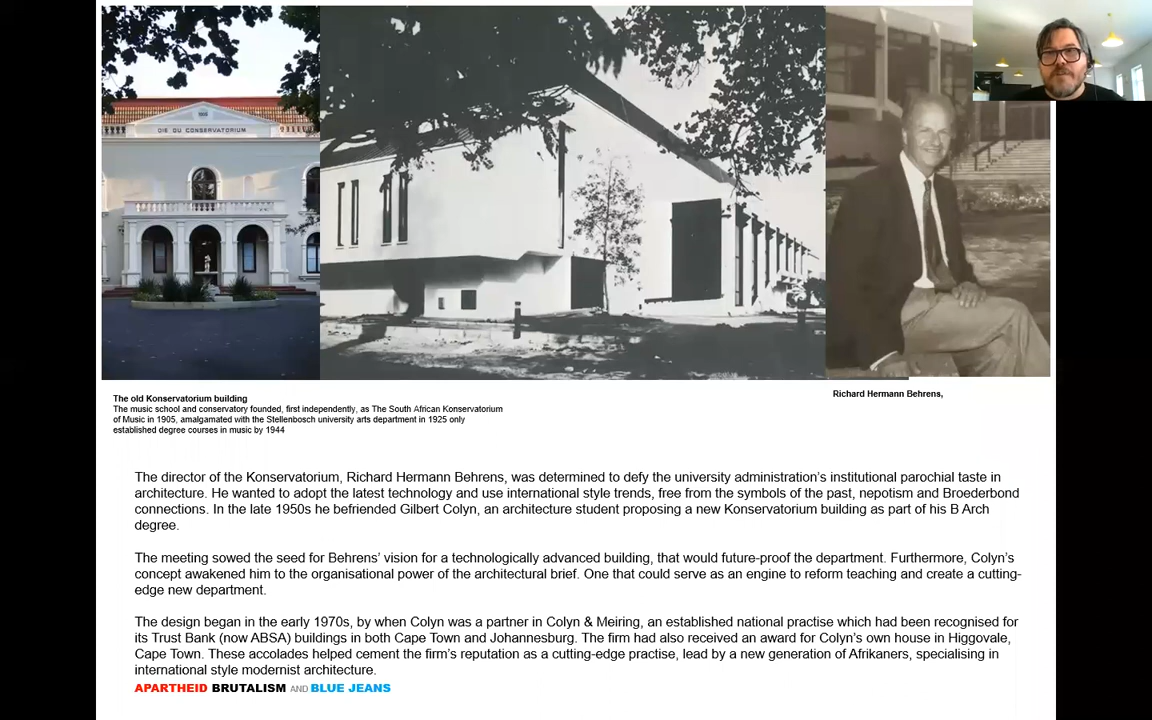 1905
DIE OU CONSERVATORIUM
The old Konservatorium building
The music school and conservatory founded, first independently, as The South African Konservatorium
of Music in 1905, amalgamated with the Stellenbosch university arts department in 1925 only
established degree courses in music by 1944
Richard Hermann Behrens,
The director of the Konservatorium, Richard Hermann Behrens, was determined to defy the university administration's institutional parochial taste in
architecture. He wanted to adopt the latest technology and use international style trends, free from the symbols of the past, nepotism and Broederbond
connections. In the late 1950s he befriended Gilbert Colyn, an architecture student proposing a new Konservatorium building as part of his B Arch
degree.
The meeting sowed the seed for Behrens' vision for a technologically advanced building, that would future-proof the department. Furthermore, Colyn's
concept awakened him to the organisational power of the architectural brief. One that could serve as an engine to reform teaching and create a cutting-
edge new department.
The design began in the early 1970s, by when Colyn was a partner in Colyn & Meiring, an established national practise which had been recognised for
its Trust Bank (now ABSA) buildings in both Cape Town and Johannesburg. The firm had also received an award for Colyn's own house in Higgovale,
Cape Town. These accolades helped cement the firm's reputation as a cutting-edge practise, lead by a new generation of Afrikaners, specialising in
international style modernist architecture.
APARTHEID BRUTALISM AND BLUE JEANS